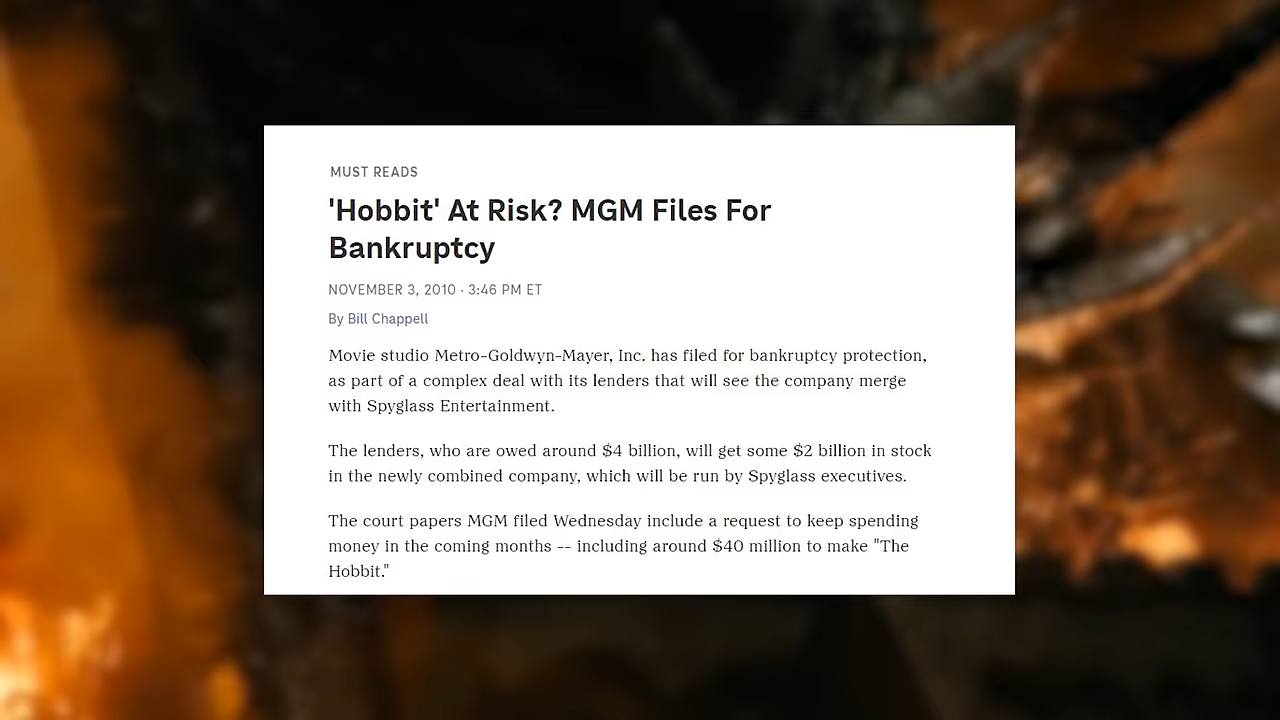 MUST READS
'Hobbit' At Risk? MGM Files For
Bankruptcy
NOVEMBER 3, 2010 · 3:46 PM ET
By Bill Chappell
Movie studio Metro-Goldwyn-Mayer, Inc. has filed for bankruptcy protection,
as part of a complex deal with its lenders that will see the company merge
with Spyglass Entertainment.
The lenders, who are owed around $4 billion, will get some $2 billion in stock
in the newly combined company, which will be run by Spyglass executives.
The court papers MGM filed Wednesday include a request to keep spending
money in the coming months -- including around $40 million to make "The
Hobbit."